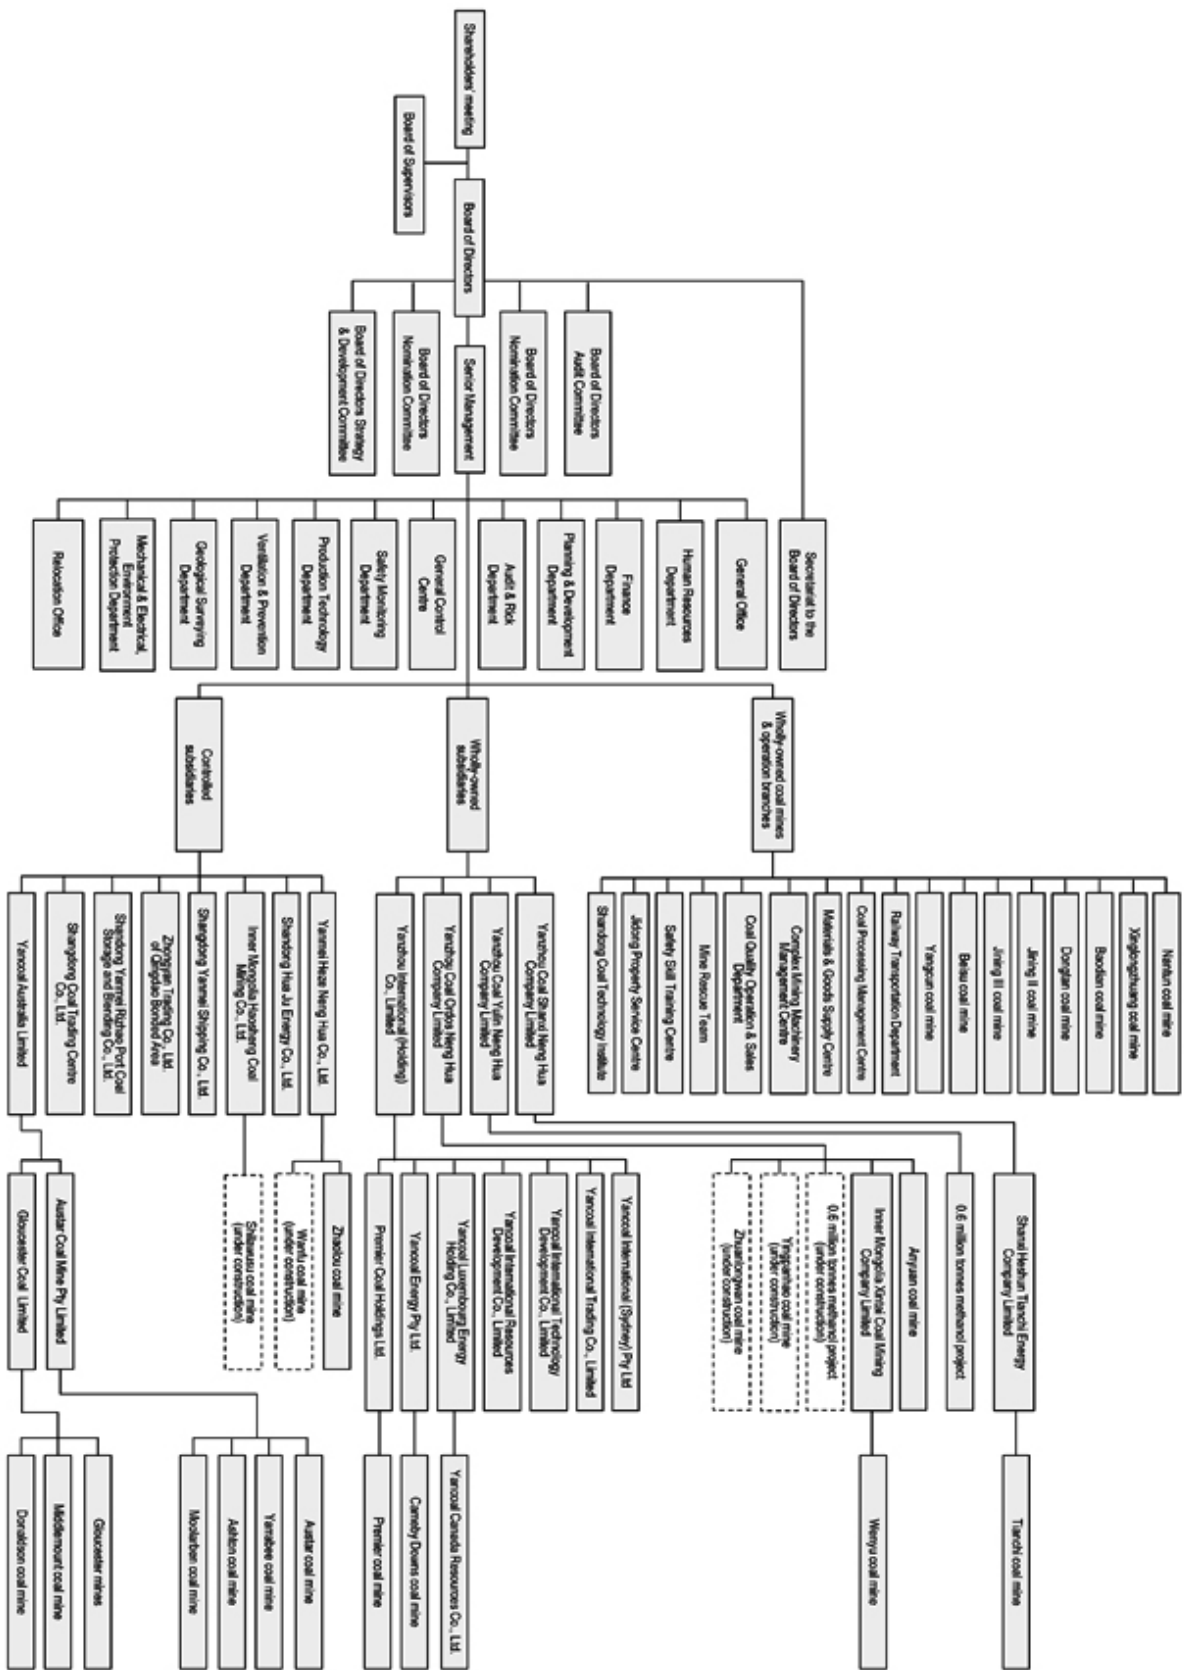 Shareholders' meeting
Board of Supervisors
Board of Directors
Senior Management
Board of Directors
Audit Committee
Board of Directors
Nomination Committee
Board of Directors
Nomination Committee
Board of Directors Strategy
& Development Committee
Secretariat to the
Board of Directors
General Office
Human Resources
Department
Finance
Department
Planning & Development
Department
Audit & Rick
Department
General Control
Centre
Safety Monitoring
Department
Production Technology
Department
Ventilation & Prevention
Department
Geological Surveying
Department
Mechanical & Electrical,
Environment
Protection Department
Relocation Office
Wholly-owned coal mines
& operation branches
Wholly-owned
subsidiaries
Controlled
subsidiaries
Nantun coal mine
Xinglongzhuang coal mine
Baodian coal mine
Dongtan coal mine
Jining II coal mine
Jining III coal mine
Beisu coal mine
Yangcun coal mine
Railway Transportation Department
Coal Processing Management Centre
Materials & Goods Supply Centre
Complex Mining Machinery
Management Centre
Coal Quality Operation & Sales
Department
Mine Rescue Team
Safety Skill Training Centre
Jidong Property Service Centre
Shandong Coal Technology Institute
Yanzhou Coal Shanxi Neng Hua
Company Limited
Yanzhou Coal Yulin Neng Hua
Company Limited
Yanzhou Coal Ordos Neng Hua
Company Limited
Yanzhou International (Holding)
Co., Limited
Yanmei Heze Neng Hua Co., Ltd.
Shandong Hua Ju Energy Co., Ltd.
Inner Mongolia Haosheng Coal
Mining Co., Ltd.
Shangdong Yanmei Shipping Co., Ltd.
Zhongyan Trading Co., Ltd.
of Qingdao Bonded Area
Shandong Yanmei Rizhao Port Coal
Storage and Blending Co., Ltd.
Shangdong Coal Trading Centre
Co., Ltd.
Yancoal Australia Limited
Shanxi Heshun Tianchi Energy
Company Limited
0.6 million tonnes methanol project
Anyuan coal mine
Inner Mongolia Xintai Coal Mining
Company Limited
0.6 million tonnes methanol project
(under construction)
Yingpanhao coal mine
(under construction)
Zhuanlongwan coal mine
(under construction)
Yancoal International (Sydney) Pty Ltd
Yancoal International Trading Co., Limited
Yancoal International Technology
Development Co., Limited
Yancoal International Resources
Development Co., Limited
Yancoal Luxembourg Energy
Holding Co., Limited
Yancoal Energy Pty Ltd.
Premier Coal Holdings Ltd.
Zhaolou coal mine
Wanfu coal mine
(under construction)
Shilawusu coal mine
(under construction)
Austar Coal Mine Pty Limited
Gloucester Coal Limited
Tianchi coal mine
Wenyu coal mine
Yancoal Canada Resources Co., Ltd.
Cameby Downs coal mine
Premier coal mine
Austar coal mine
Yarrabee coal mine
Ashton coal mine
Moolarben coal mine
Gloucester mines
Middlemount coal mine
Donaldson coal mine